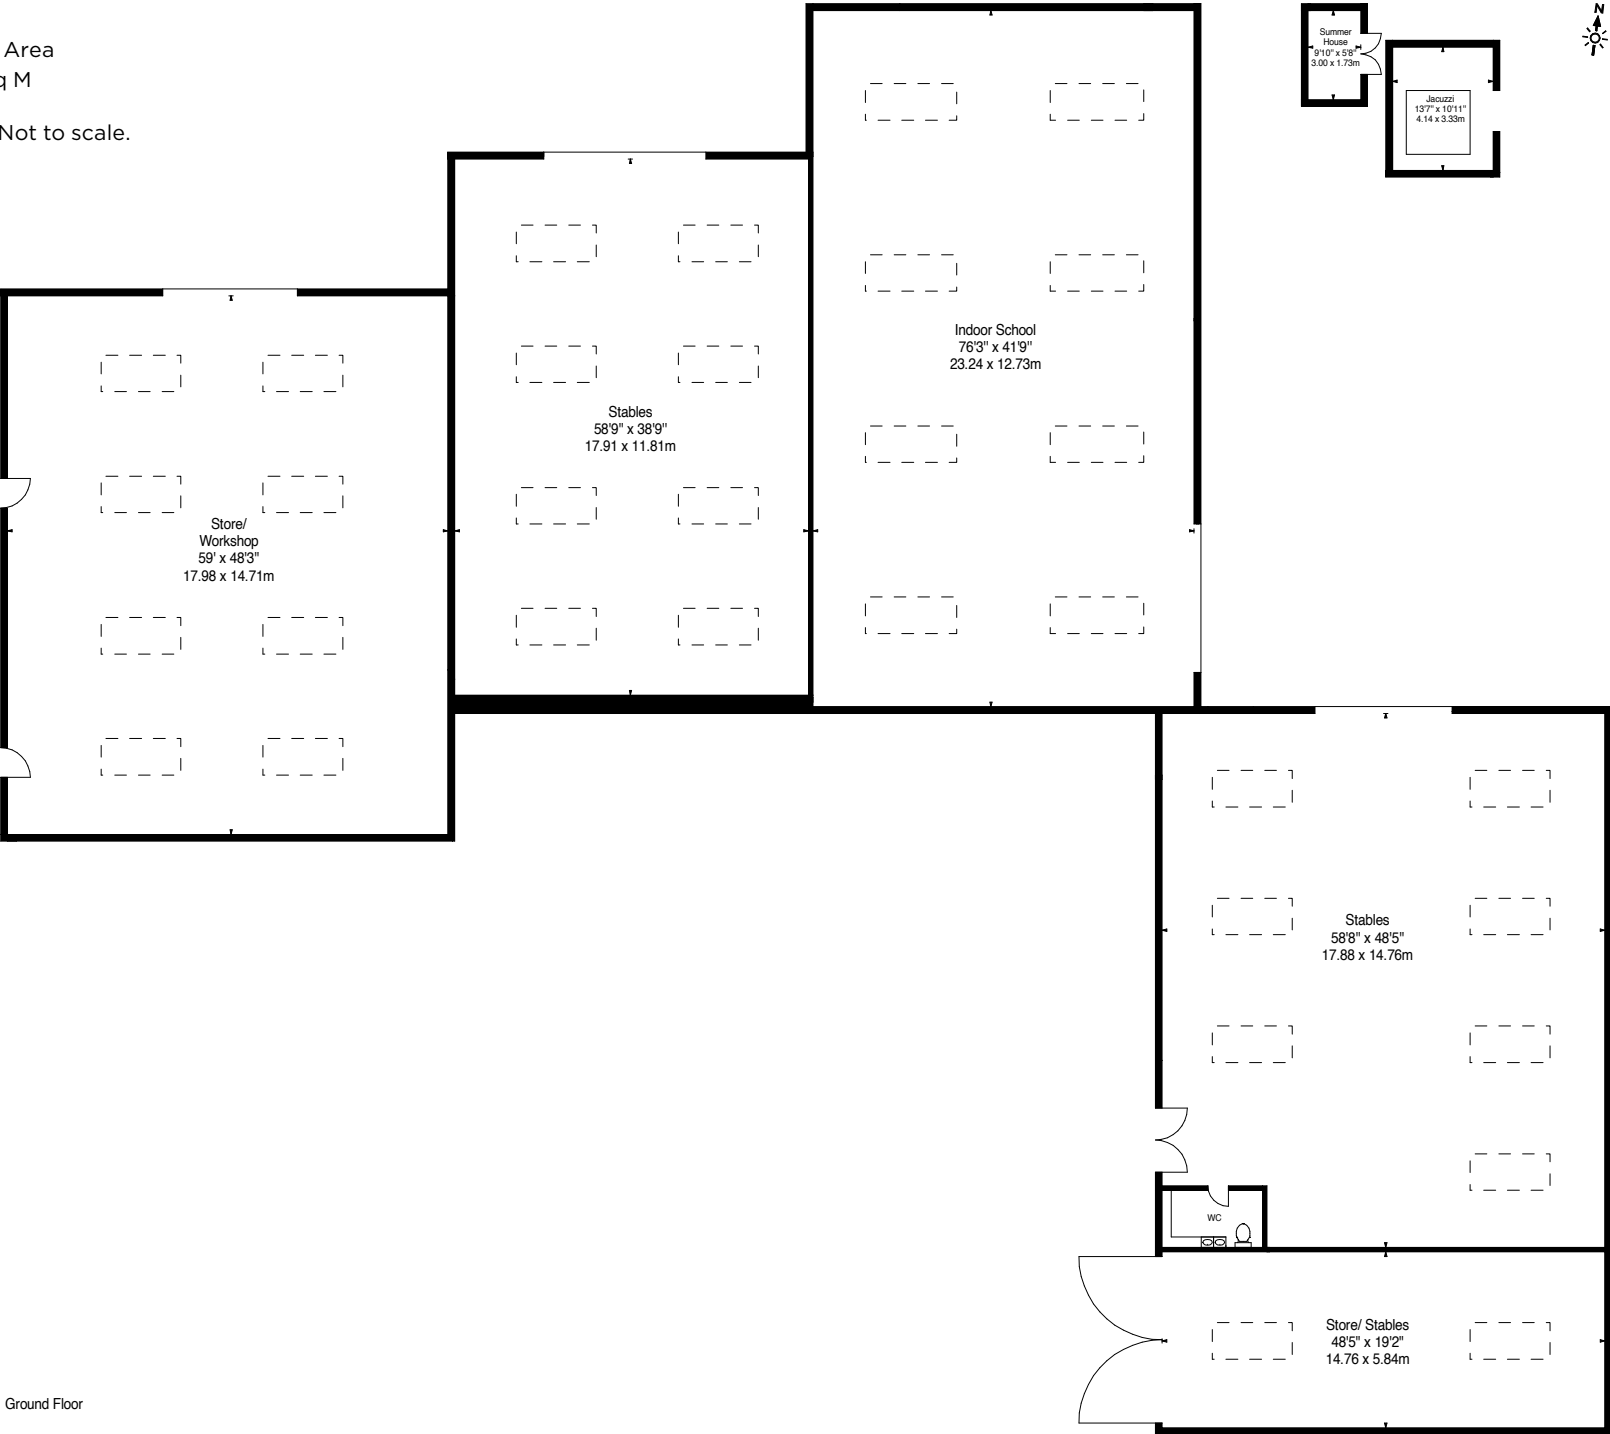 Area
q M
Not to scale.
N
Summer
House
9'10" x 5'8"
3.00 x 1.73m
Jacuzzi
13'7" x 10'11"
4.14 x 3.33m
Indoor School
76'3" x 41'9"
23.24 x 12.73m
Stables
58'9" x 38'9"
17.91 x 11.81m
Store/
Workshop
59' x 48'3"
17.98 x 14.71m
Stables
58'8" x 48'5"
17.88 x 14.76m
WC
Store/ Stables
48'5" x 19'2"
14.76 x 5.84m
Ground Floor